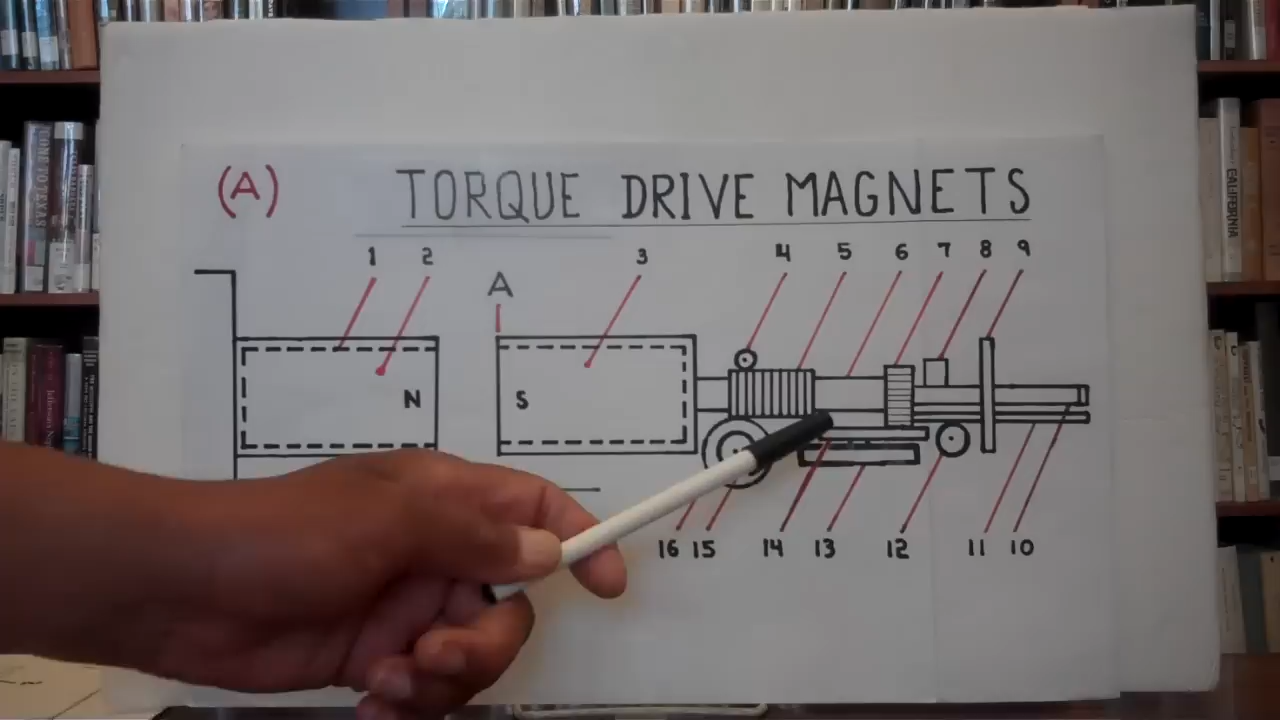 (A) TORQUE DRIVE MAGNETS
1 2 3 4 5 6 7 8 9
A
N S
16 15 14 13 12 11 10
CALIFORNIA